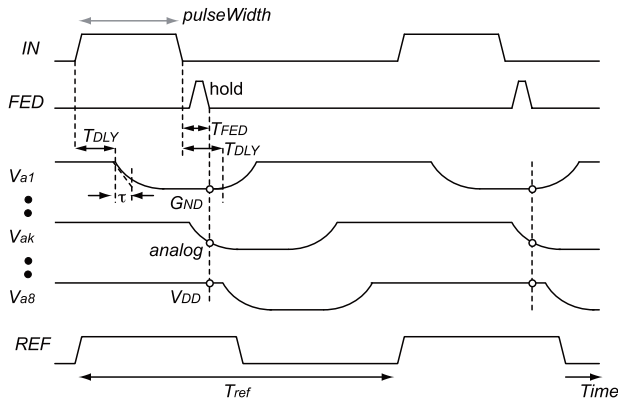 pulseWidth
IN
FED
hold
TFED
TDLY
TDLY
Va1
τ
GND
Vak
analog
Va8
VDD
REF
Tref
Time